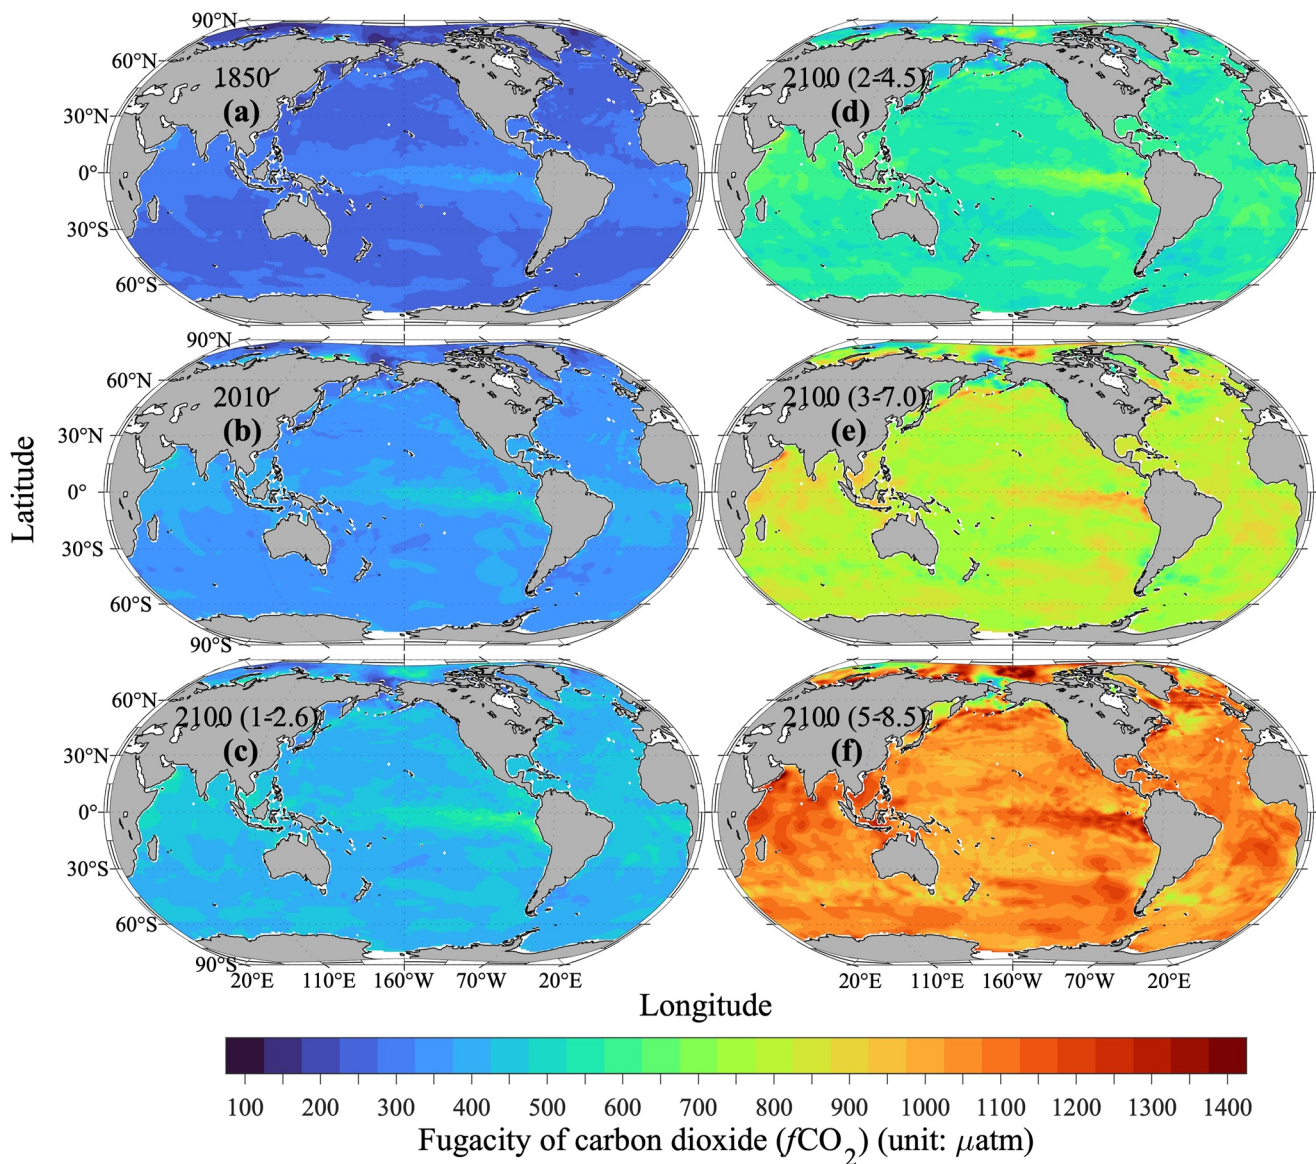 90°N
60°N
30°N
0°
30°S
60°S
1850
(a)
2100 (2-4.5)
(d)
Latitude
90°N
60°N
30°N
0°
30°S
60°S
90°S
2010
(b)
2100 (3-7.0)
(e)
60°N
30°N
0°
30°S
60°S
90°S
2100 (1-2.6)
(c)
2100 (5-8.5)
(f)
20°E 110°E 160°W 70°W 20°E
20°E 110°E 160°W 70°W 20°E
Longitude
100 200 300 400 500 600 700 800 900 1000 1100 1200 1300 1400
Fugacity of carbon dioxide (fCO₂) (unit: μatm)